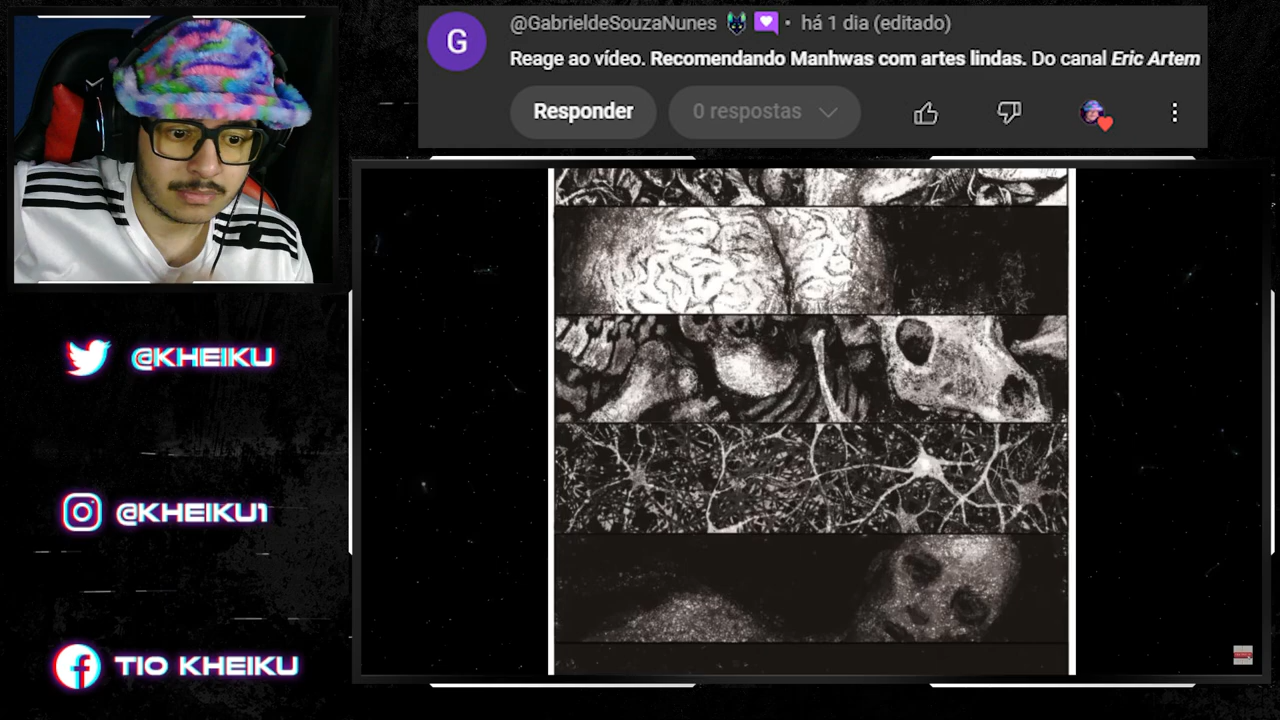 G
@GabrieldeSouzaNunes • há 1 dia (editado)
Reage ao vídeo. Recomendando Manhwas com artes lindas. Do canal Eric Artem
Responder
0 respostas
@KHEIKU
@KHEIKU1
TIO KHEIKU